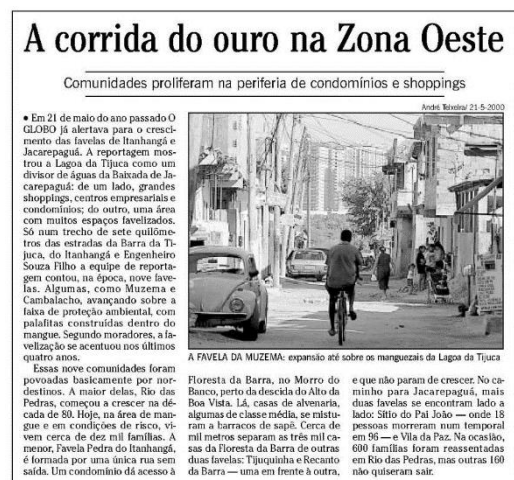 A corrida do ouro na Zona Oeste
Comunidades proliferam na periferia de condomínios e shoppings
André Teixeira/ 21-5-2000
• Em 21 de maio do ano passado O
GLOBO já alertava para o cresci-
mento das favelas de Itanhangá e
Jacarepaguá. A reportagem mos-
trou a Lagoa da Tijuca como um
divisor de águas da Baixada de Ja-
carepaguá: de um lado, grandes
shoppings, centros empresariais e
condomínios; do outro, uma área
com muitos espaços favelizados.
Só num trecho de sete quilôme-
tros das estradas da Barra da Ti-
juca, do Itanhangá e Engenheiro
Souza Filho a equipe de reporta-
gem contou, na época, nove fave-
las. Algumas, como Muzema e
Cambalacho, avançando sobre a
faixa de proteção ambiental, com
palafitas construídas dentro do
mangue. Segundo moradores, a fa-
velização se acentuou nos últimos
quatro anos.
Essas nove comunidades foram
povoadas basicamente por nor-
destinos. A maior delas, Rio das
Pedras, começou a crescer na dé-
cada de 80. Hoje, na área de man-
gue e em condições de risco, vi-
vem cerca de dez mil famílias. A
menor, Favela Pedra do Itanhangá,
é formada por uma única rua sem
saída. Um condomínio dá acesso à
A FAVELA DA MUZEMA: expansão até sobre os manguezais da Lagoa da Tijuca
Floresta da Barra, no Morro do
Banco, perto da descida do Alto da
Boa Vista. Lá, casas de alvenaria,
algumas de classe média, se mistu-
ram a barracos de sapê. Cerca de
mil metros separam as três mil ca-
sas da Floresta da Barra de outras
duas favelas: Tijuquinha e Recanto
da Barra — uma em frente à outra,
e que não param de crescer. No ca-
minho para Jacarepaguá, mais
duas favelas se encontram lado a
lado: Sítio do Pai João — onde 18
pessoas morreram num temporal
em 96 — e Vila da Paz. Na ocasião,
600 famílias foram reassentadas
em Rio das Pedras, mas outras 160
não quiseram sair.